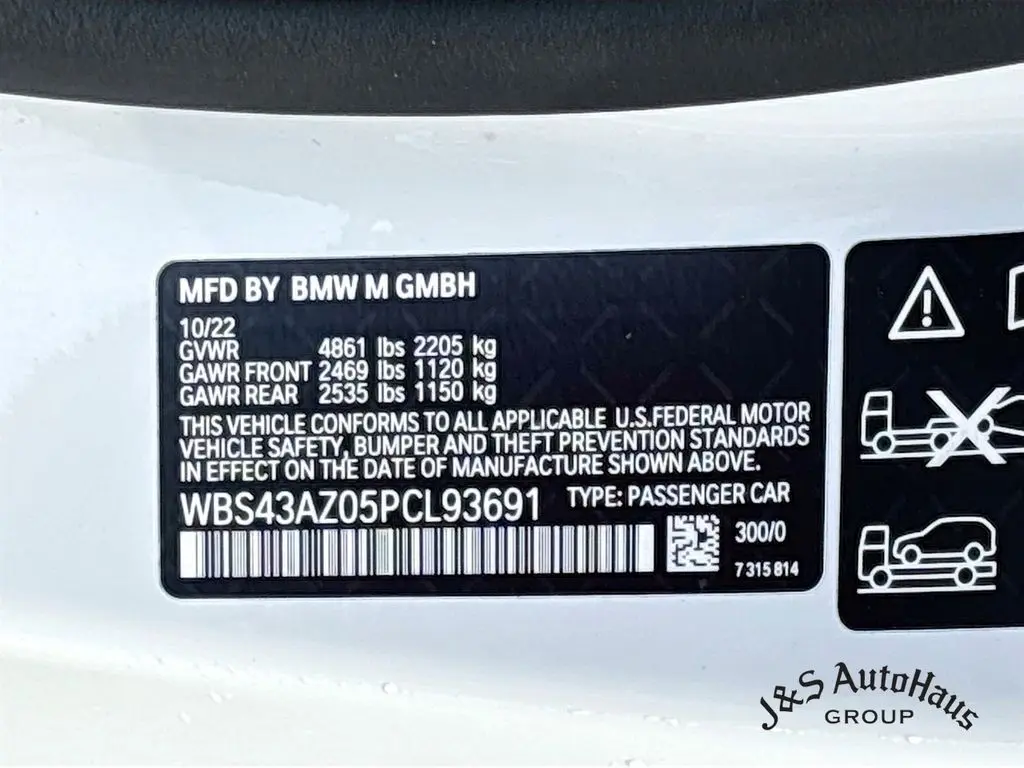 MFD BY BMW M GMBH
10/22
GVWR 4861 lbs 2205 kg
GAWR FRONT 2469 lbs 1120 kg
GAWR REAR 2535 lbs 1150 kg
THIS VEHICLE CONFORMS TO ALL APPLICABLE U.S.FEDERAL MOTOR
VEHICLE SAFETY, BUMPER AND THEFT PREVENTION STANDARDS
IN EFFECT ON THE DATE OF MANUFACTURE SHOWN ABOVE.
WBS43AZ05PCL93691 TYPE: PASSENGER CAR
300/0
7 315 814
J&S AutoHaus
GROUP